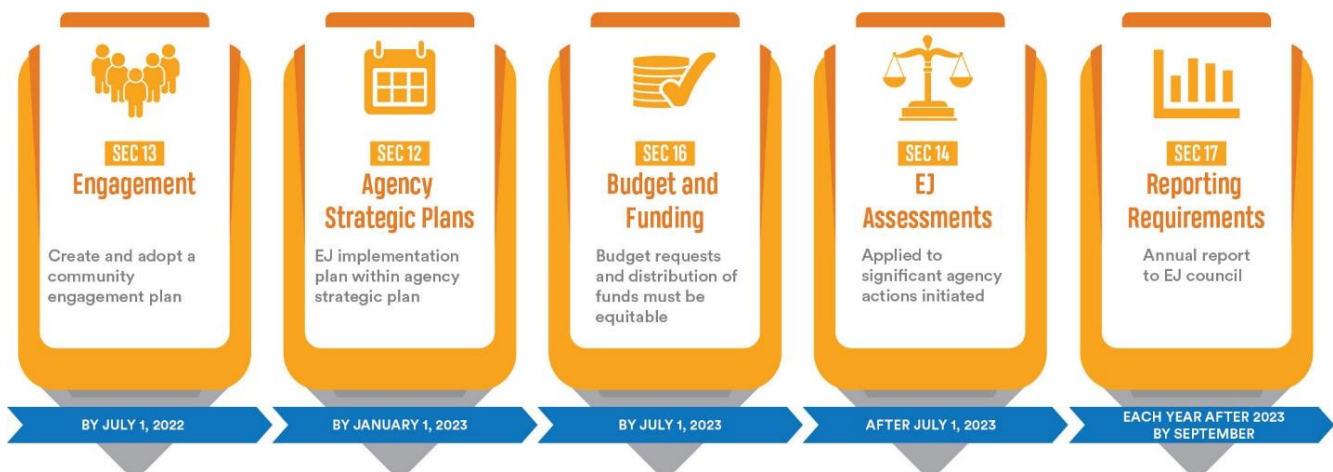 SEC 13
Engagement
Create and adopt a
community
engagement plan
BY JULY 1, 2022
SEC 12
Agency
Strategic Plans
EJ implementation
plan within agency
strategic plan
BY JANUARY 1, 2023
SEC 16
Budget and
Funding
Budget requests
and distribution of
funds must be
equitable
BY JULY 1, 2023
SEC 14
EJ
Assessments
Applied to
significant agency
actions initiated
AFTER JULY 1, 2023
SEC 17
Reporting
Requirements
Annual report
to EJ council
EACH YEAR AFTER 2023
BY SEPTEMBER